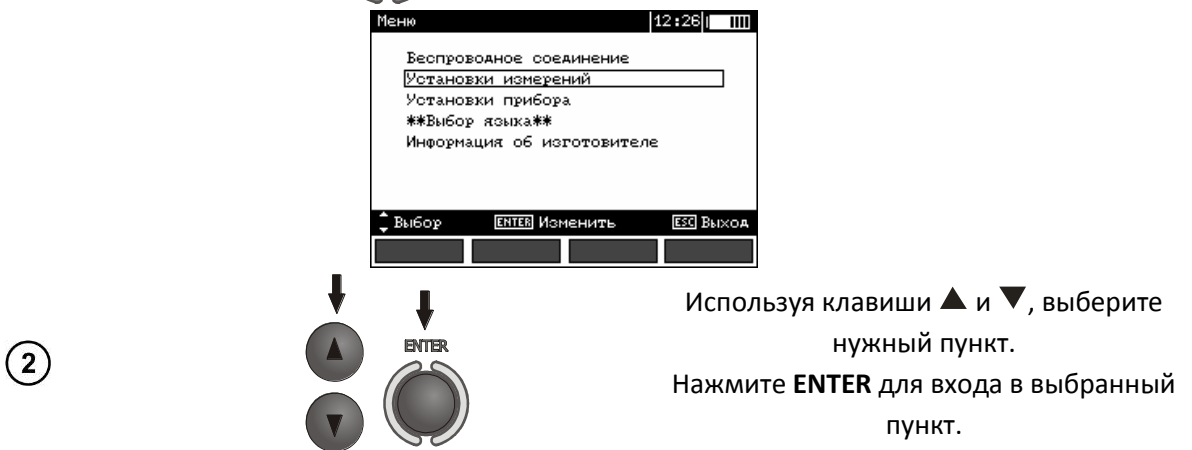 Меню 12:26
Беспроводное соединение
Установки измерений
Установки прибора
**Выбор языка**
Информация об изготовителе
Выбор ENTER Изменить ESC Выход
Используя клавиши ▲ и ▼, выберите
нужный пункт.
2 ENTER
Нажмите ENTER для входа в выбранный
пункт.